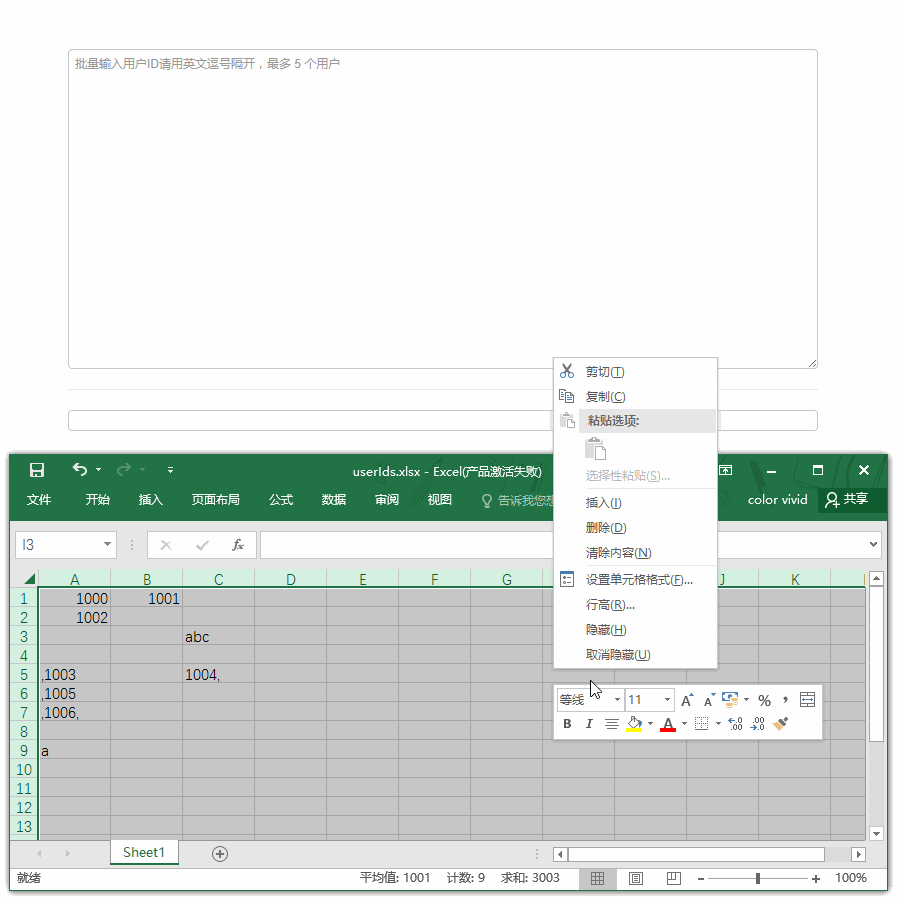 批量输入用户ID请用英文逗号隔开，最多 5 个用户
剪切(T)
复制(C)
粘贴选项:
选择性粘贴(S)...
插入(I)
删除(D)
清除内容(N)
设置单元格格式(F)...
行高(R)...
隐藏(H)
取消隐藏(U)
userIds.xlsx - Excel(产品激活失败)
文件 开始 插入 页面布局 公式 数据 审阅 视图 告诉我您想 color vivid 共享
I3 fx
A B C D E F G J K
1 1000 1001
2 1002
3 abc
4
5 ,1003 1004,
6 ,1005
7 ,1006,
8
9 a
10
11
12
13
等线 11 A A % ,
B I A .00 .00
Sheet1
就绪 平均值: 1001 计数: 9 求和: 3003 100%